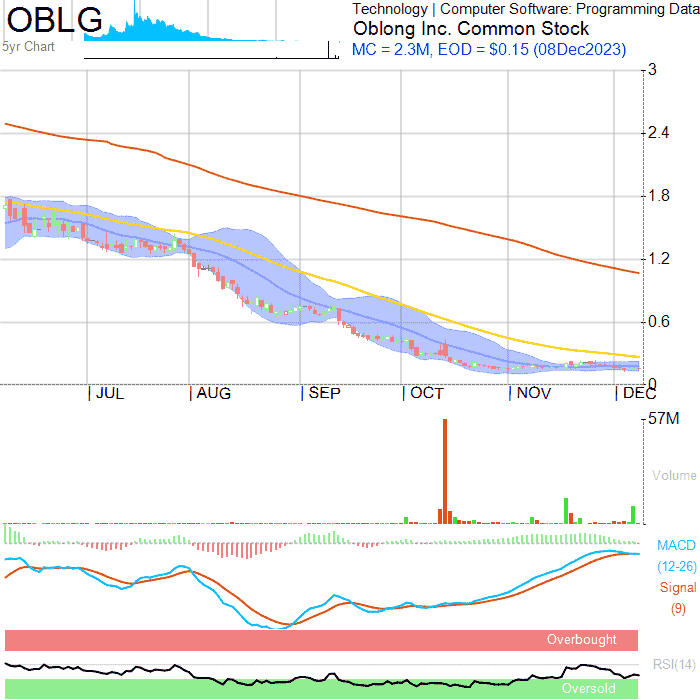 OBLG
5yr Chart
Technology | Computer Software: Programming Data
Oblong Inc. Common Stock
MC = 2.3M, EOD = $0.15 (08Dec2023)
3
2.4
1.8
1.2
0.6
0
JUL
AUG
SEP
OCT
NOV
DEC
57M
Volume
MACD
(12-26)
Signal
(9)
Overbought
RSI(14)
Oversold